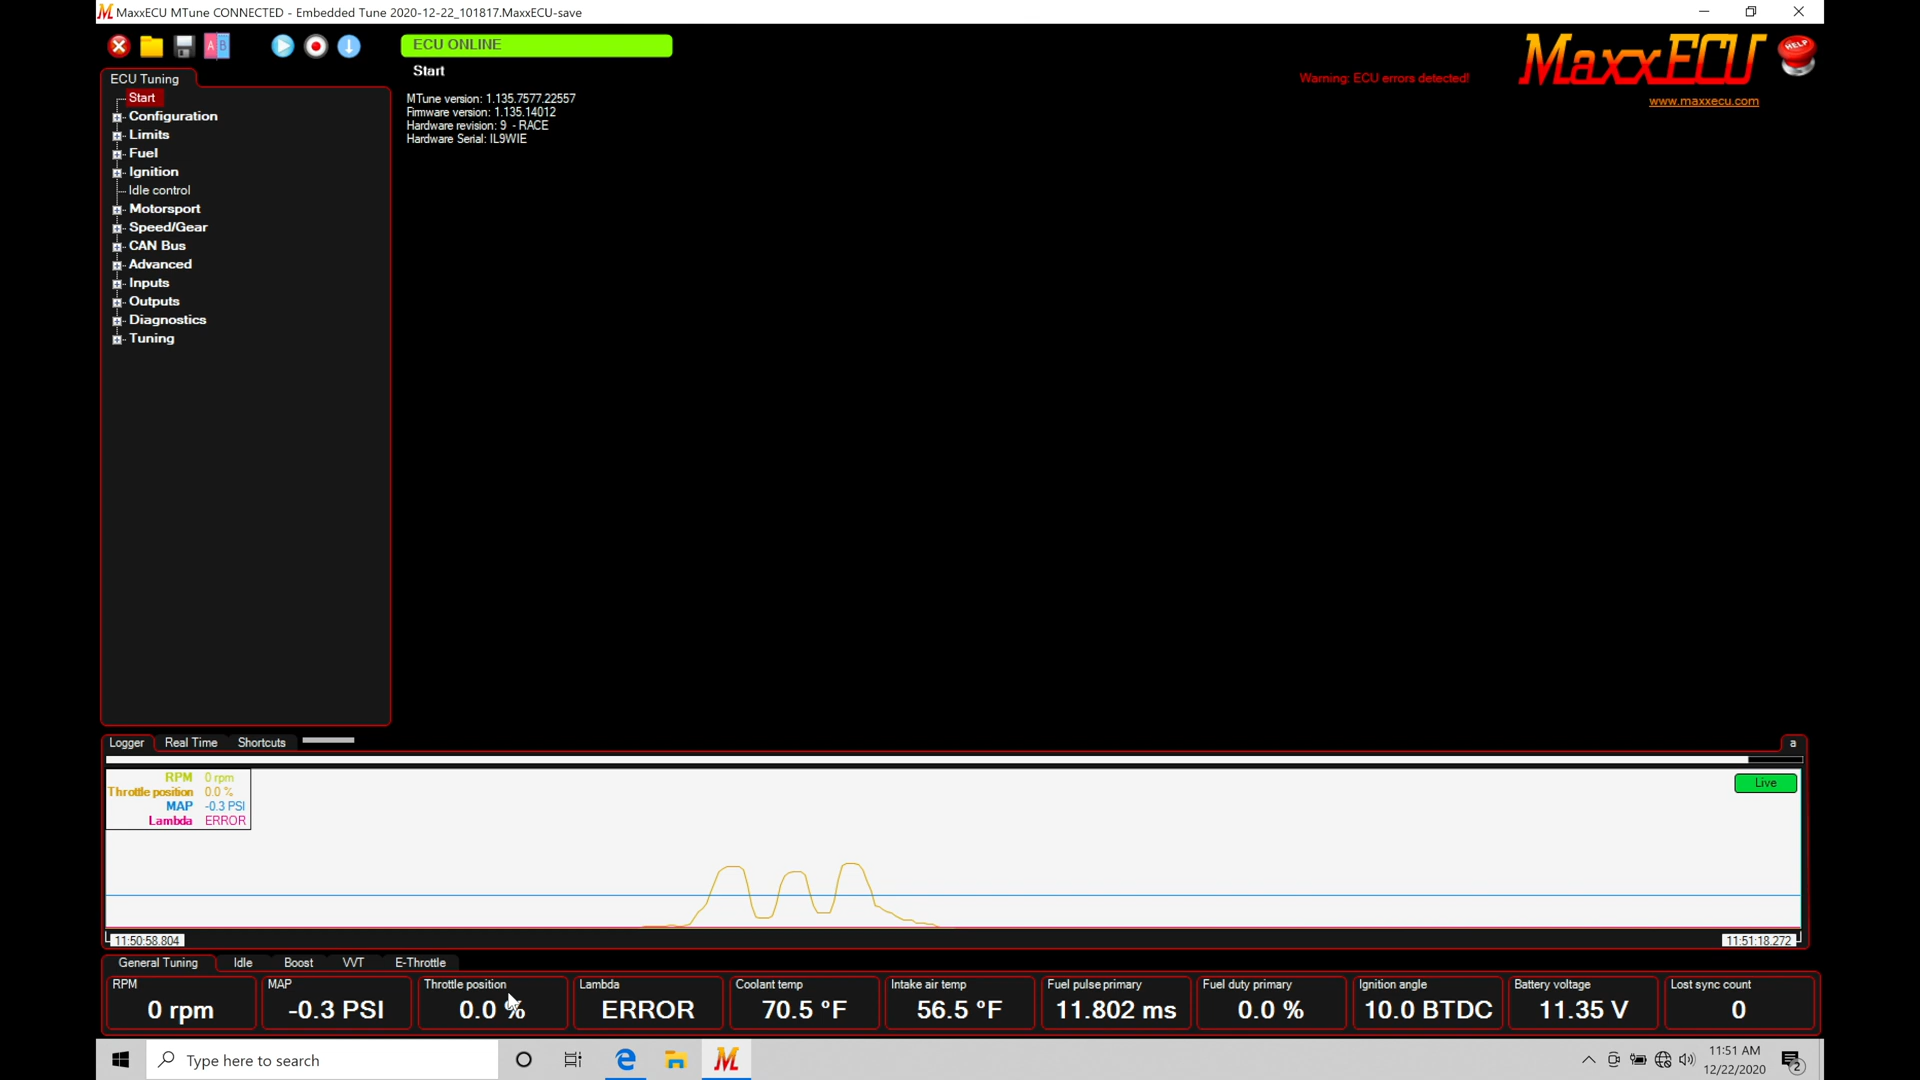 MaxxECU MTune CONNECTED - Embedded Tune 2020-12-22_101817.MaxxECU-save
A B
ECU ONLINE
MaxxECU
HELP
ECU Tuning
Start
Warning: ECU errors detected!
www.maxxecu.com
Start
Configuration
Limits
Fuel
Ignition
Idle control
Motorsport
Speed/Gear
CAN Bus
Advanced
Inputs
Outputs
Diagnostics
Tuning
MTune version: 1.135.7577.22557
Firmware version: 1.135.14012
Hardware revision: 9 - RACE
Hardware Serial: IL9WIE
Logger Real Time Shortcuts a
RPM 0 rpm
Throttle position 0.0 %
MAP -0.3 PSI
Lambda ERROR
Live
11:50:58.804 11:51:18.272
General Tuning Idle Boost VVT E-Throttle
RPM MAP Throttle position Lambda Coolant temp Intake air temp Fuel pulse primary Fuel duty primary Ignition angle Battery voltage Lost sync count
0 rpm -0.3 PSI 0.0 % ERROR 70.5 °F 56.5 °F 11.802 ms 0.0 % 10.0 BTDC 11.35 V 0
Type here to search
11:51 AM
12/22/2020
2